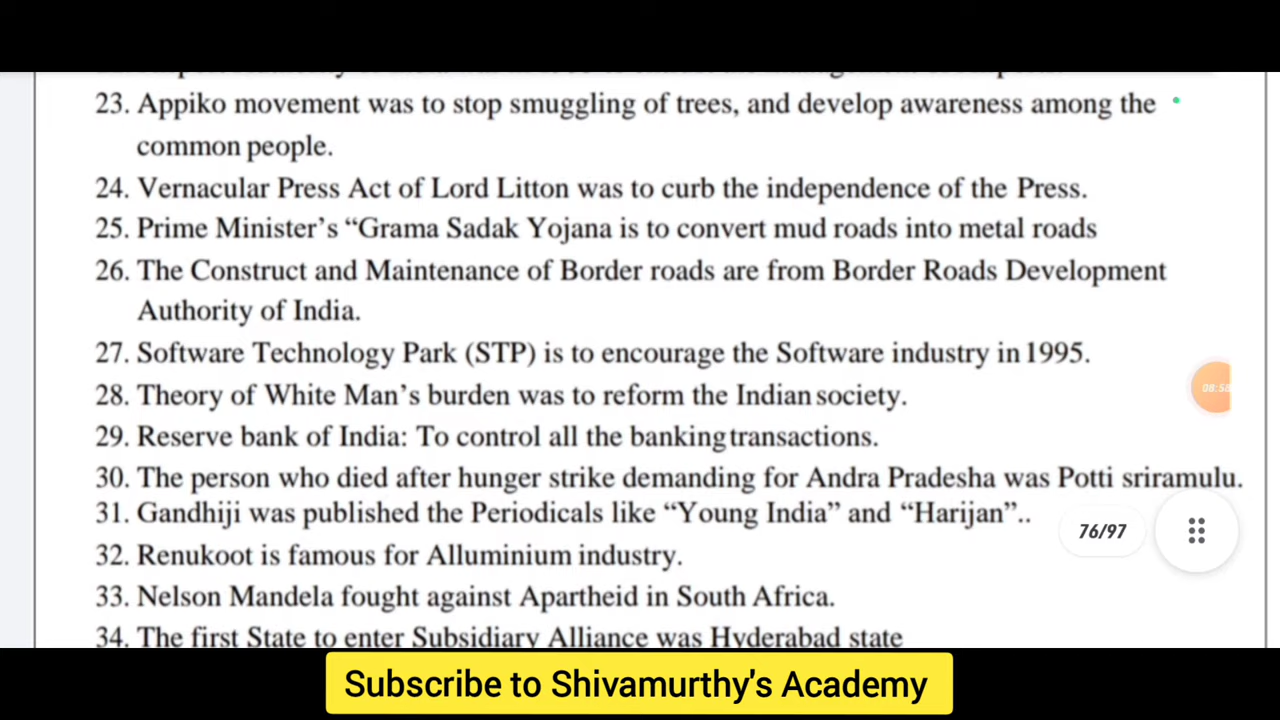 23. Appiko movement was to stop smuggling of trees, and develop awareness among the
common people.
24. Vernacular Press Act of Lord Litton was to curb the independence of the Press.
25. Prime Minister’s “Grama Sadak Yojana is to convert mud roads into metal roads
26. The Construct and Maintenance of Border roads are from Border Roads Development
Authority of India.
27. Software Technology Park (STP) is to encourage the Software industry in 1995.
28. Theory of White Man’s burden was to reform the Indian society.
08:58
29. Reserve bank of India: To control all the banking transactions.
30. The person who died after hunger strike demanding for Andra Pradesha was Potti sriramulu.
31. Gandhiji was published the Periodicals like “Young India” and “Harijan”..
76/97
32. Renukoot is famous for Alluminium industry.
33. Nelson Mandela fought against Apartheid in South Africa.
34. The first State to enter Subsidiary Alliance was Hyderabad state
Subscribe to Shivamurthy's Academy